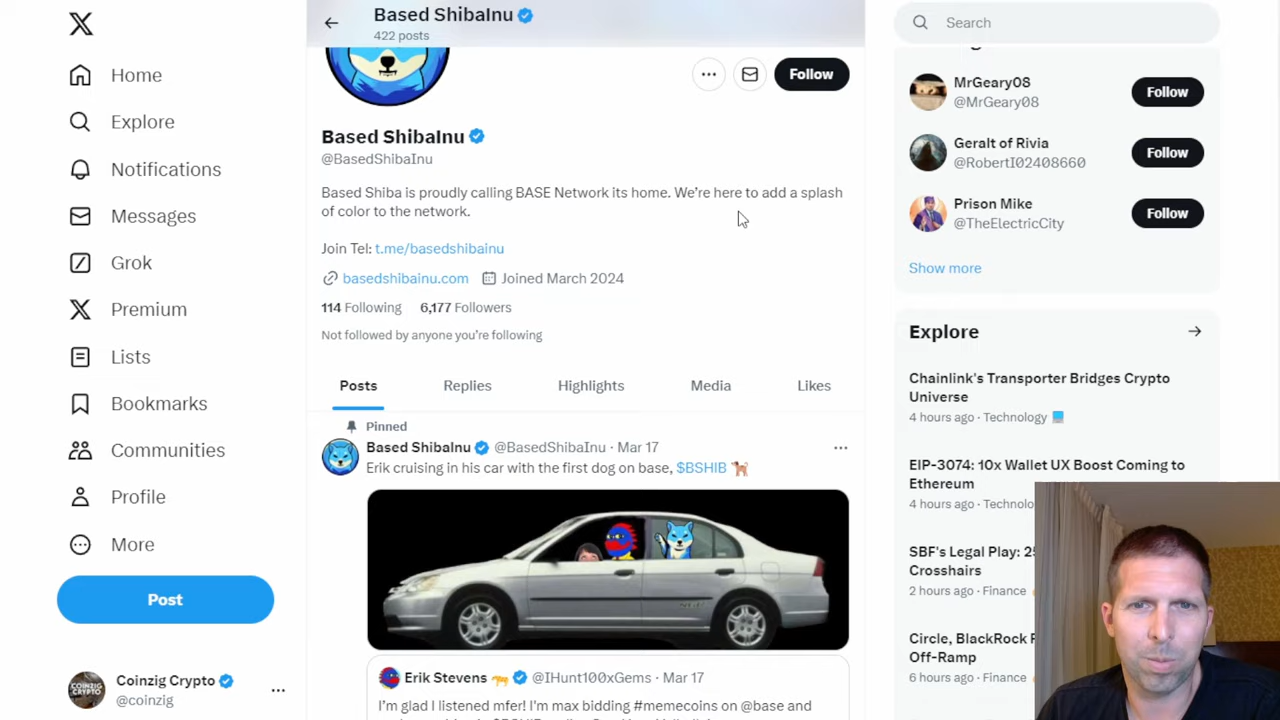 Home
Explore
Notifications
Messages
Grok
Premium
Lists
Bookmarks
Communities
Profile
More
Post
Coinzig Crypto
@coinzig
Based ShibaInu
422 posts
Follow
Based ShibaInu
@BasedShibaInu
Based Shiba is proudly calling BASE Network its home. We're here to add a splash
of color to the network.
Join Tel: t.me/basedshibainu
basedshibainu.com Joined March 2024
114 Following 6,177 Followers
Not followed by anyone you're following
Posts Replies Highlights Media Likes
Pinned
Based ShibaInu @BasedShibaInu · Mar 17
Erik cruising in his car with the first dog on base, $BSHIB
Erik Stevens @IHunt100xGems · Mar 17
I'm glad I listened mfer! I'm max bidding #memecoins on @base and
Search
MrGeary08
@MrGeary08
Follow
Geralt of Rivia
@RobertI02408660
Follow
Prison Mike
@TheElectricCity
Follow
Show more
Explore
Chainlink's Transporter Bridges Crypto
Universe
4 hours ago · Technology
EIP-3074: 10x Wallet UX Boost Coming to
Ethereum
4 hours ago · Technolo
SBF's Legal Play: 2
Crosshairs
2 hours ago · Finance
Circle, BlackRock
Off-Ramp
6 hours ago · Finance